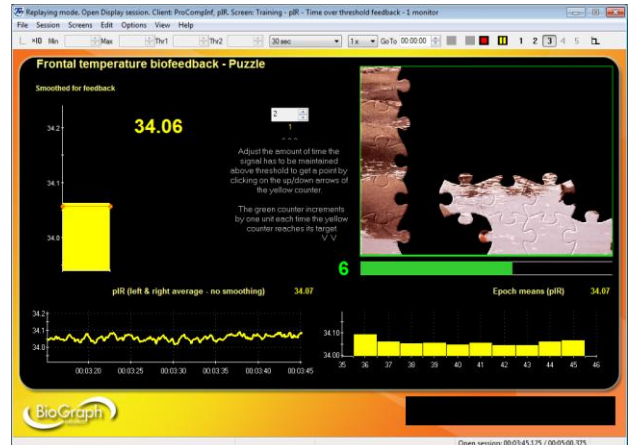 Replaying mode. Open Display session. Client: ProCompInf, pIR. Screen: Training - pIR - Time over threshold feedback - 1 monitor
File Session Screens Edit Options View Help
×10 Min Max Thr1 Thr2 30 sec 1 x GoTo 00:00:00 1 2 3 4 5
Frontal temperature biofeedback - Puzzle
Smoothed for feedback
34.06
2
1
^ ^ ^
34.2
34.1
34.0
Adjust the amount of time the
signal has to be maintained
above threshold to get a point by
clicking on the up/down arrows of
the yellow counter.
The green counter increments
by one unit each time the yellow
counter reaches its target.
V V
6
pIR (left & right average - no smoothing) 34.07
Epoch means (pIR) 34.07
34.2
34.1
34.0
00:03:20 00:03:25 00:03:30 00:03:35 00:03:40 00:03:45
34.10
34.00
35 36 37 38 39 40 41 42 43 44 45 46
BioGraph
Open session: 00:03:45.125 / 00:05:00.375